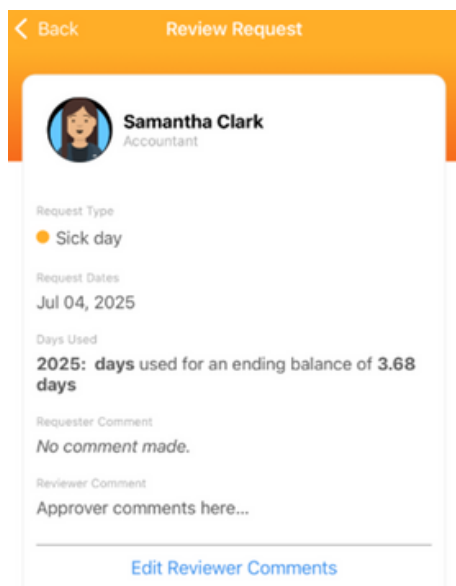 Back Review Request
Samantha Clark
Accountant
Request Type
Sick day
Request Dates
Jul 04, 2025
Days Used
2025: days used for an ending balance of 3.68
days
Requester Comment
No comment made.
Reviewer Comment
Approver comments here...
Edit Reviewer Comments